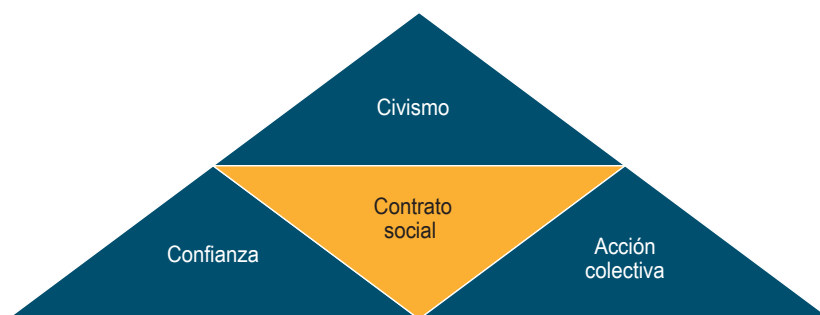 Civismo
Contrato
social
Confianza
Acción
colectiva